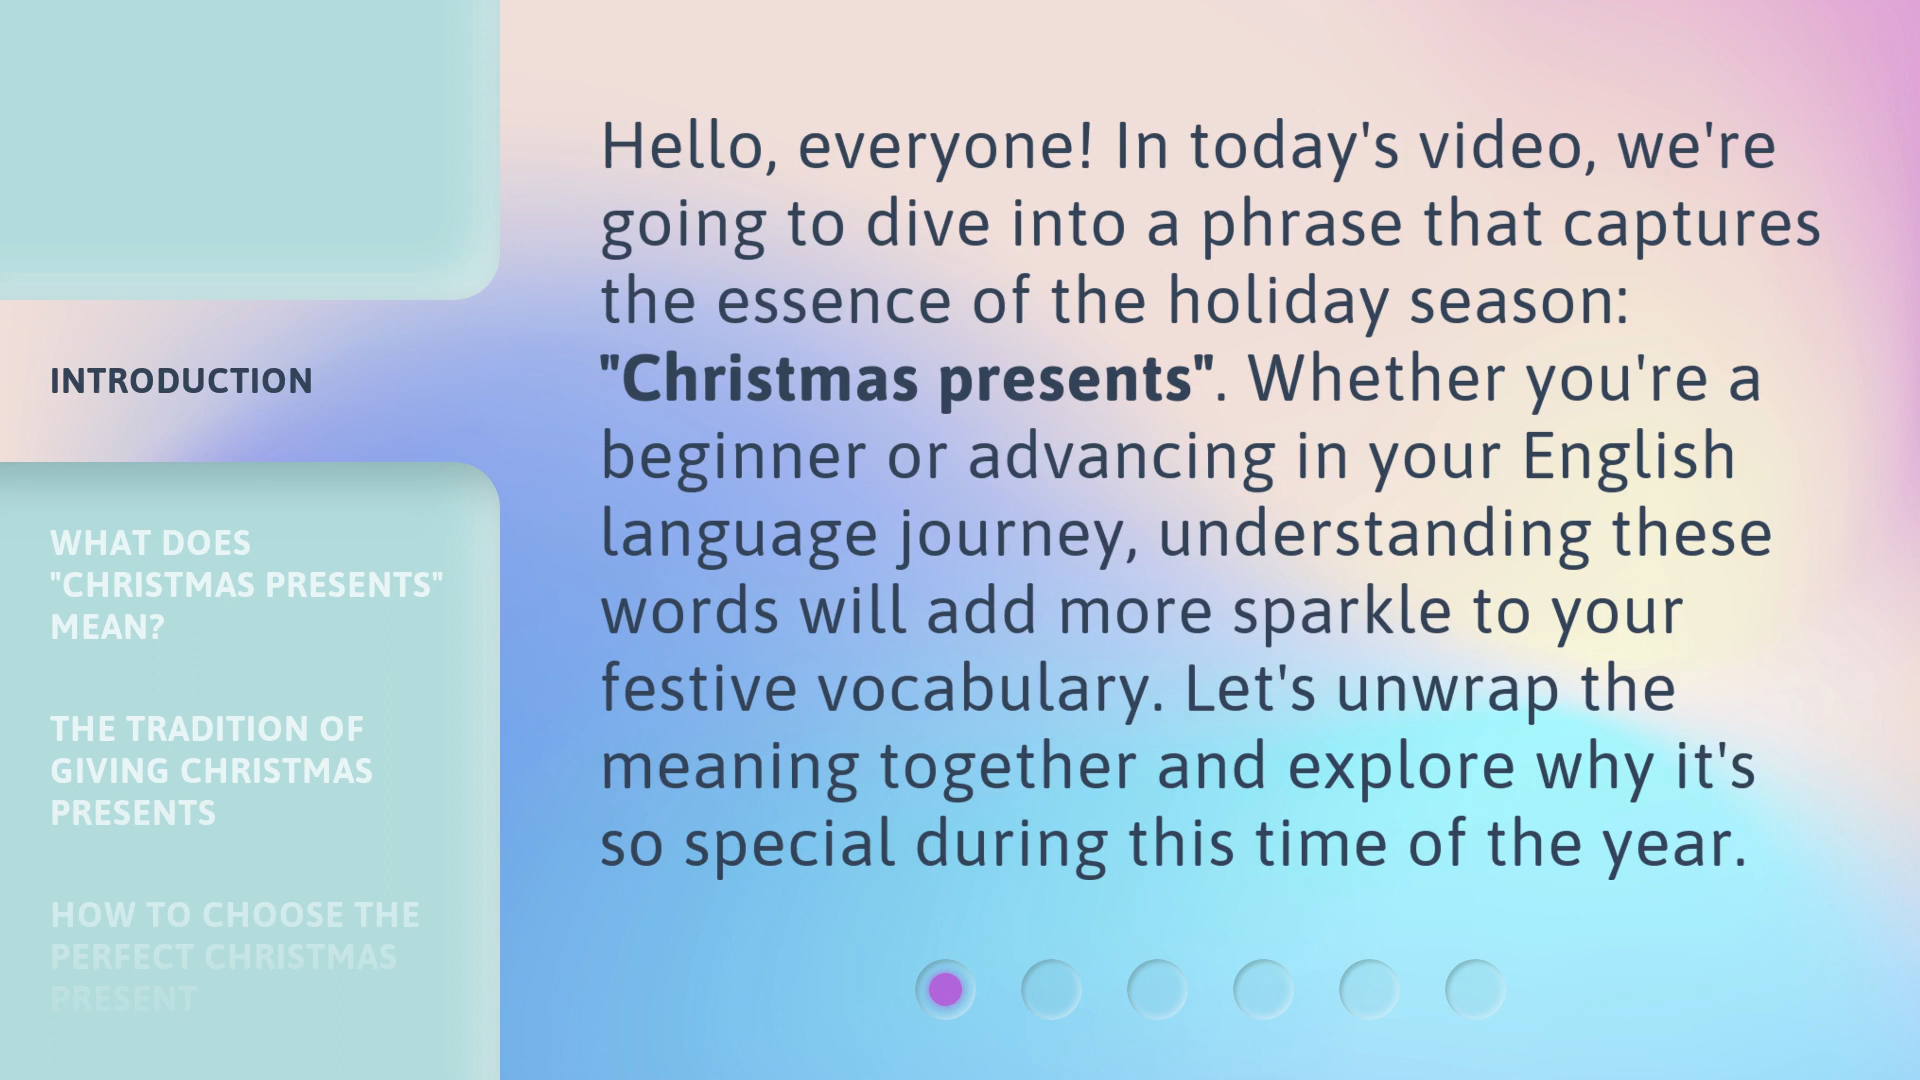 INTRODUCTION
WHAT DOES
"CHRISTMAS PRESENTS"
MEAN?
THE TRADITION OF
GIVING CHRISTMAS
PRESENTS
HOW TO CHOOSE THE
PERFECT CHRISTMAS
PRESENT
Hello, everyone! In today's video, we're
going to dive into a phrase that captures
the essence of the holiday season:
"Christmas presents". Whether you're a
beginner or advancing in your English
language journey, understanding these
words will add more sparkle to your
festive vocabulary. Let's unwrap the
meaning together and explore why it's
so special during this time of the year.